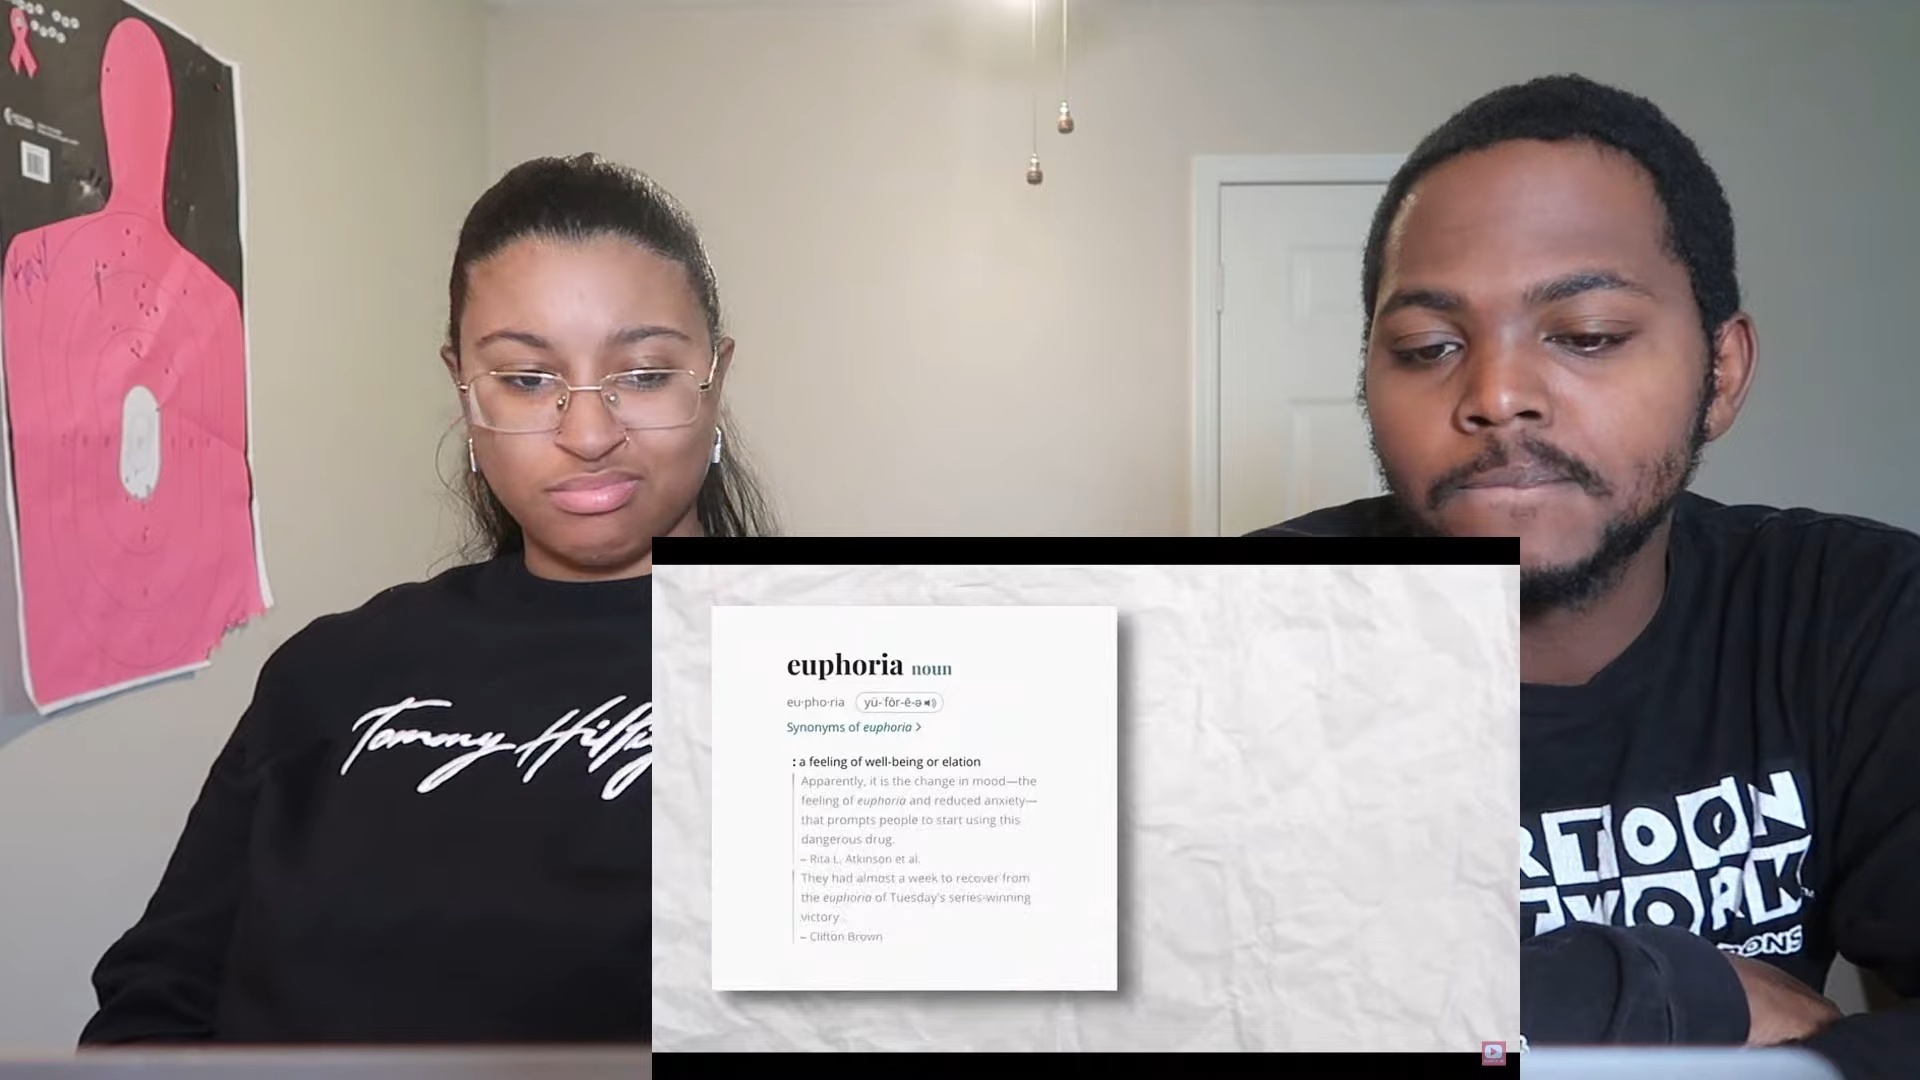 Kay
Tommy Hilfi
euphoria noun
eu·pho·ria yü-ˈfȯr-ē-ə
Synonyms of euphoria >
: a feeling of well-being or elation
Apparently, it is the change in mood—the
feeling of euphoria and reduced anxiety—
that prompts people to start using this
dangerous drug.
– Rita L. Atkinson et al.
They had almost a week to recover from
the euphoria of Tuesday's series-winning
victory.
– Clifton Brown
RTOON
TWORK
OONS